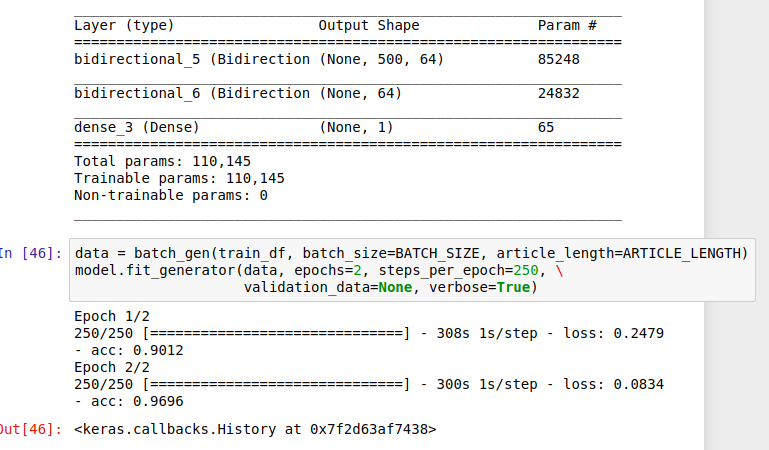 Layer (type)                 Output Shape              Param #
=================================================================
bidirectional_5 (Bidirection (None, 500, 64)           85248
_________________________________________________________________
bidirectional_6 (Bidirection (None, 64)                24832
_________________________________________________________________
dense_3 (Dense)              (None, 1)                 65
=================================================================
Total params: 110,145
Trainable params: 110,145
Non-trainable params: 0
_________________________________________________________________
n [46]: data = batch_gen(train_df, batch_size=BATCH_SIZE, article_length=ARTICLE_LENGTH)
model.fit_generator(data, epochs=2, steps_per_epoch=250, \
                    validation_data=None, verbose=True)
Epoch 1/2
250/250 [==============================] - 308s 1s/step - loss: 0.2479
- acc: 0.9012
Epoch 2/2
250/250 [==============================] - 300s 1s/step - loss: 0.0834
- acc: 0.9696
Out[46]: <keras.callbacks.History at 0x7f2d63af7438>